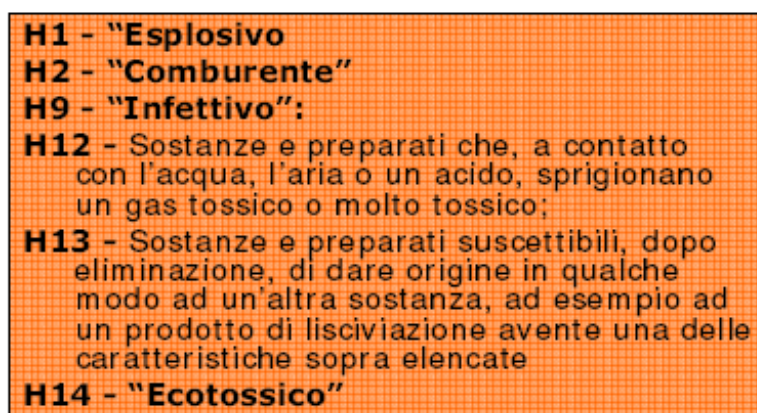 H1 - “Esplosivo
H2 - “Comburente”
H9 - “Infettivo”:
H12 - Sostanze e preparati che, a contatto
con l'acqua, l'aria o un acido, sprigionano
un gas tossico o molto tossico;
H13 - Sostanze e preparati suscettibili, dopo
eliminazione, di dare origine in qualche
modo ad un'altra sostanza, ad esempio ad
un prodotto di lisciviazione avente una delle
caratteristiche sopra elencate
H14 - “Ecotossico”